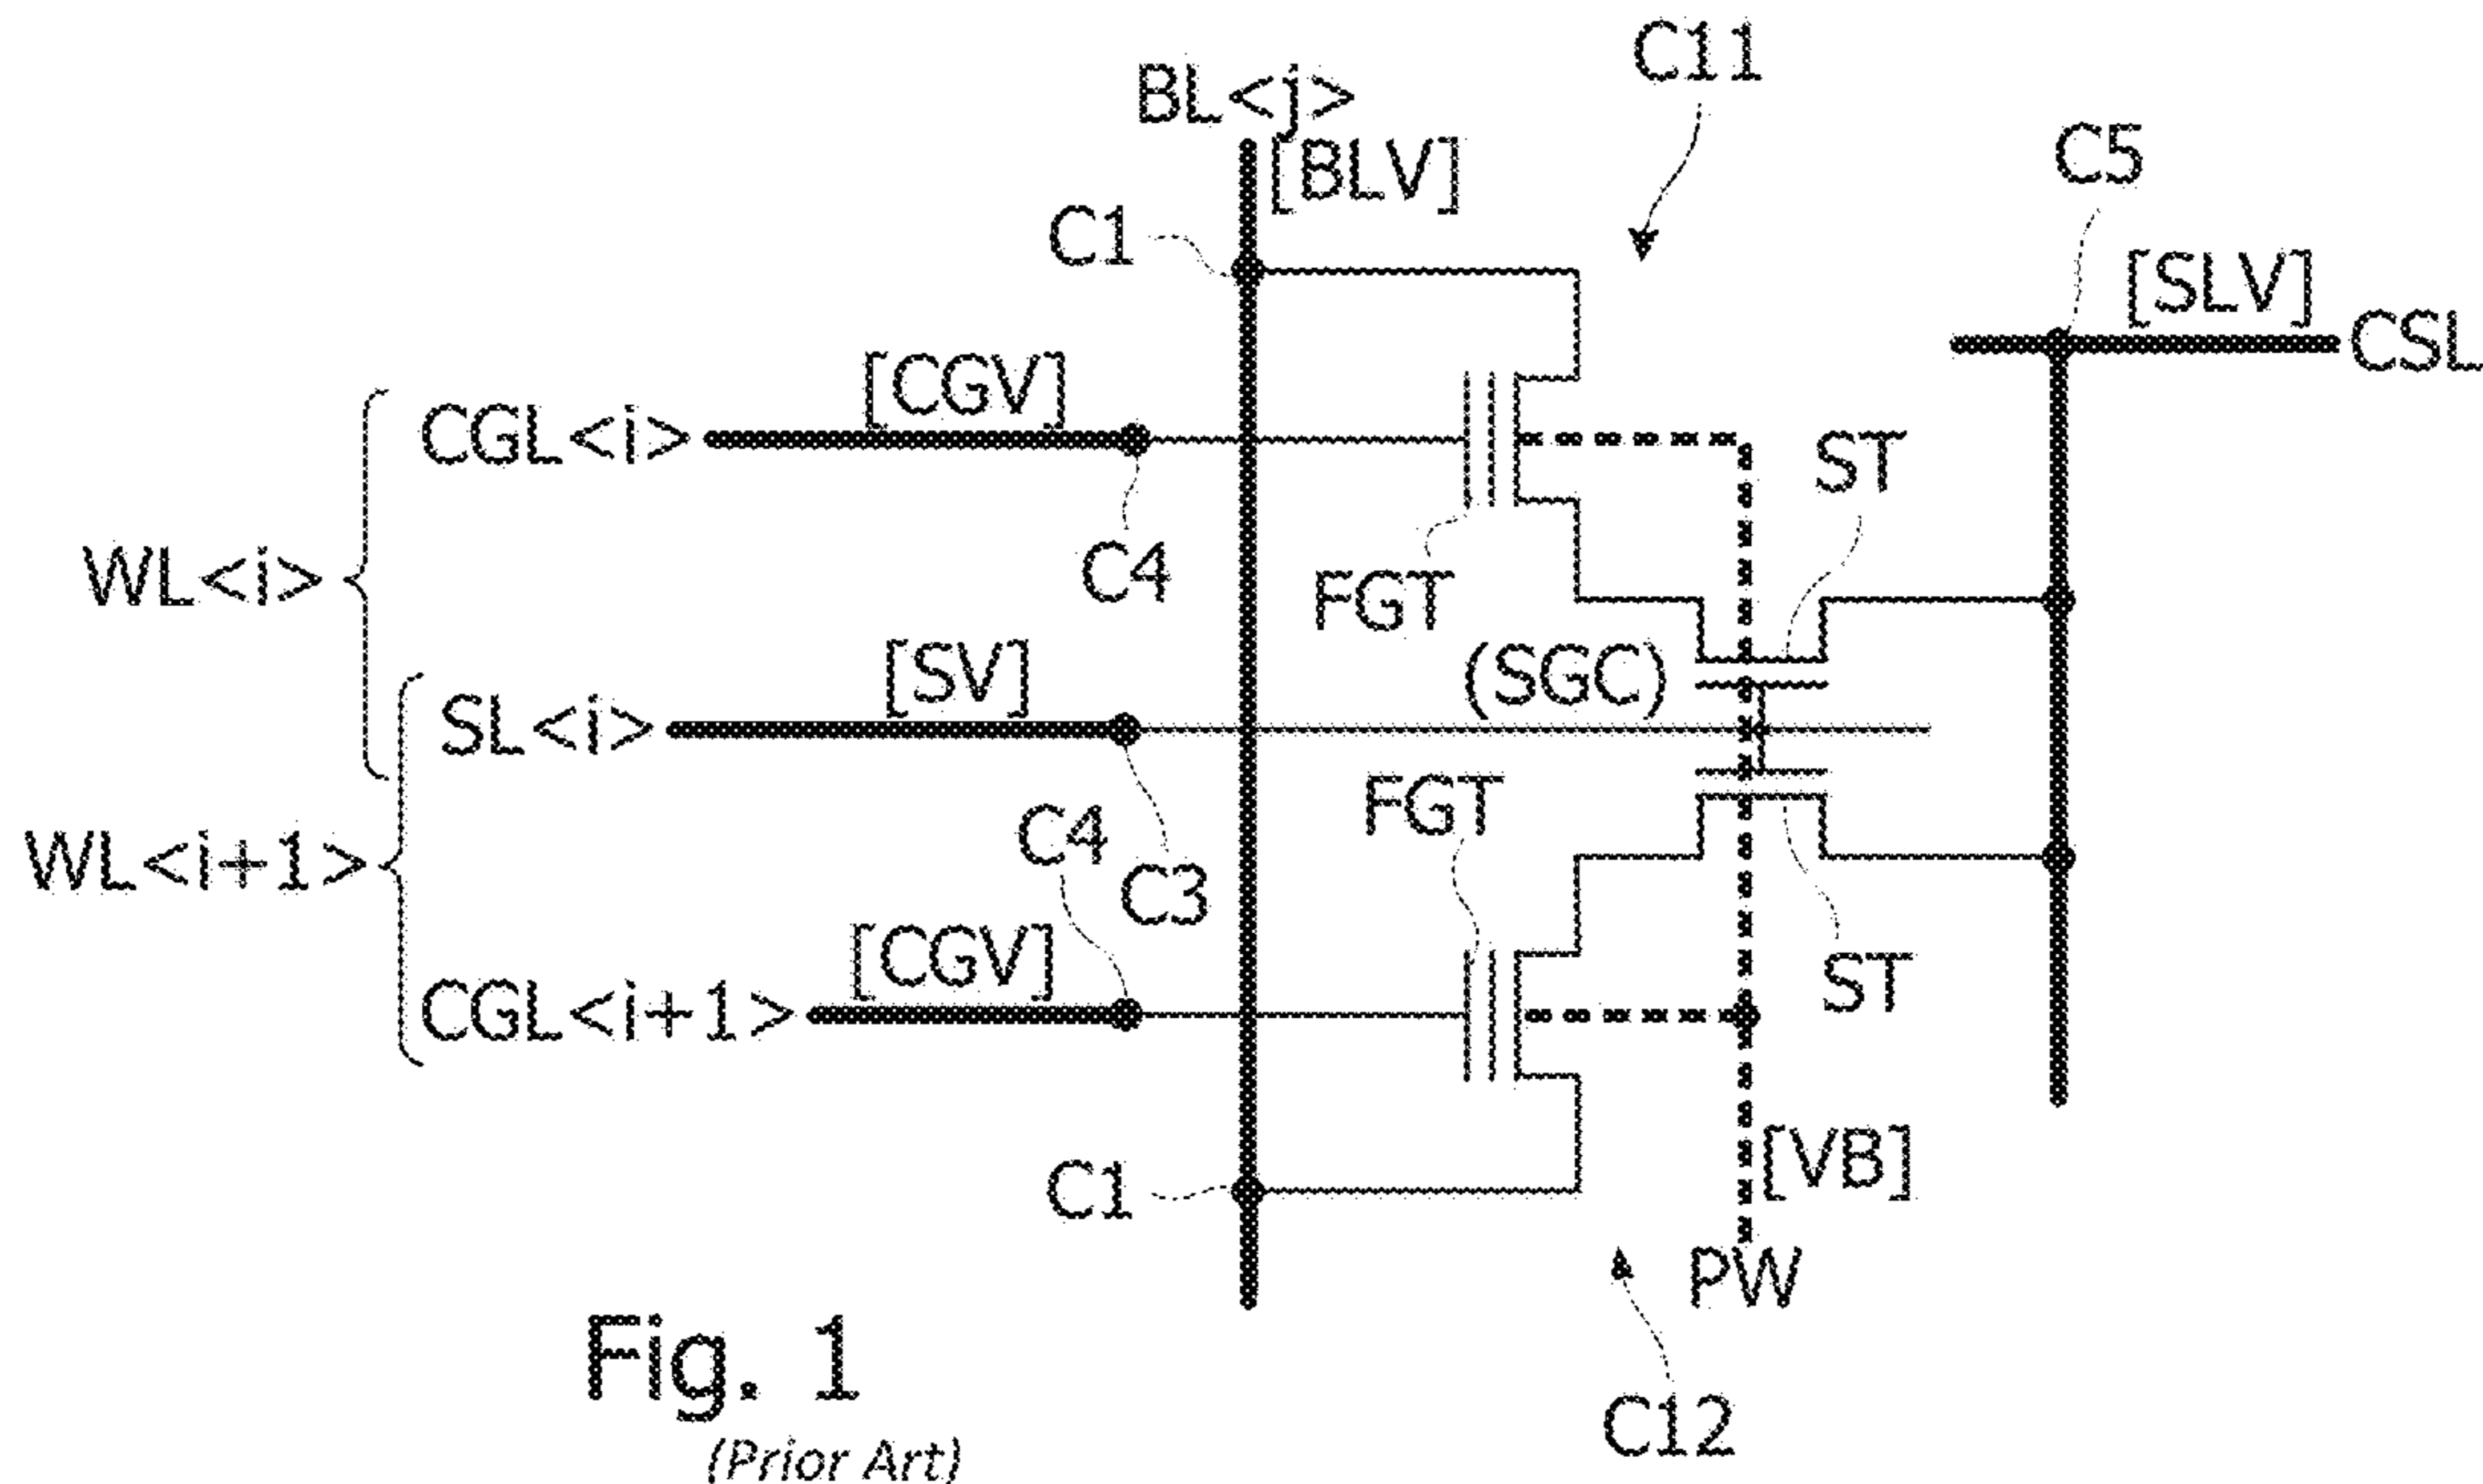 C11
BL<j>
[BLV]
C5
C1
[SLV]
CSL
[CGV]
CGL<i>
ST
C4
WL<i>
FGT
[SV]
(SGC)
SL<i>
FGT
C4
WL<i+1>
C3
[CGV]
ST
CGL<i+1>
[VB]
C1
PW
Fig. 1
C12
(Prior Art)